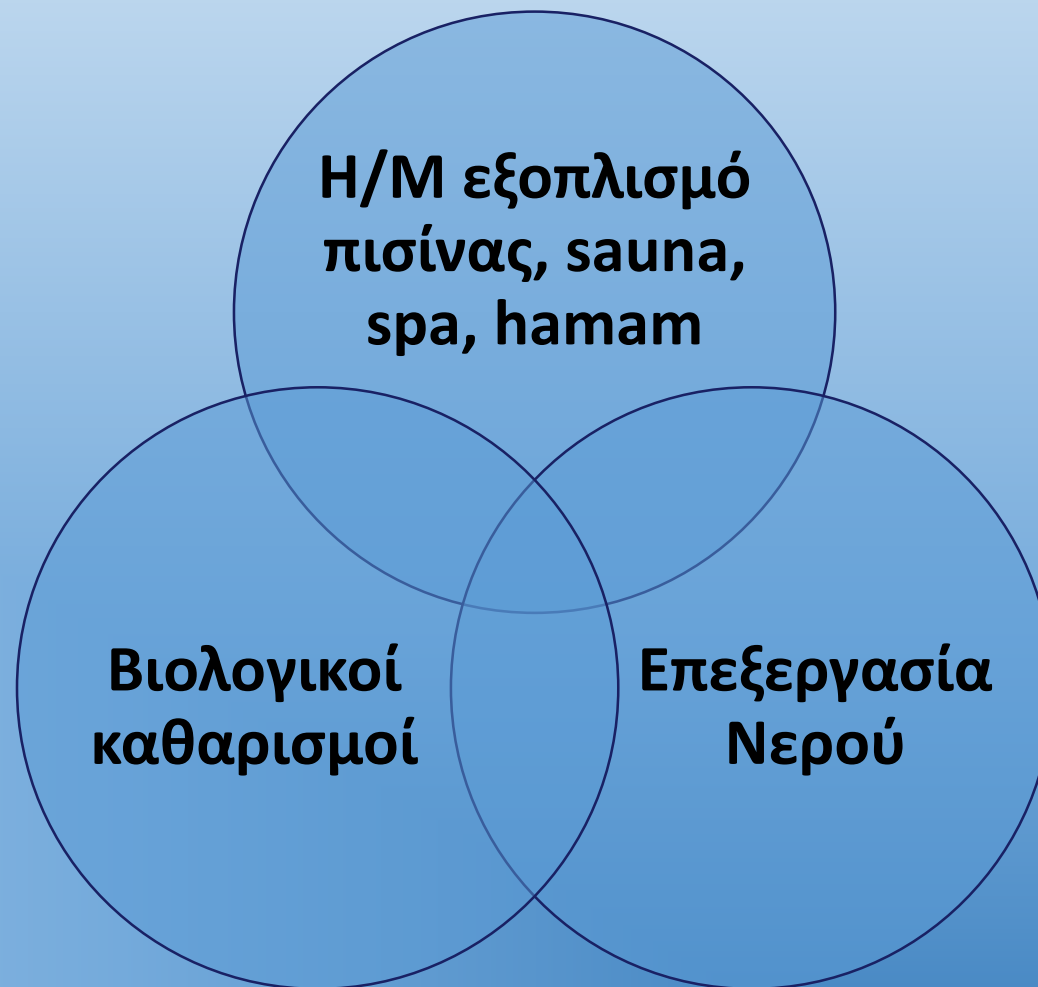 Η/Μ εξοπλισμό
πισίνας, sauna,
spa, hamam
Βιολογικοί
καθαρισμοί
Επεξεργασία
Νερού